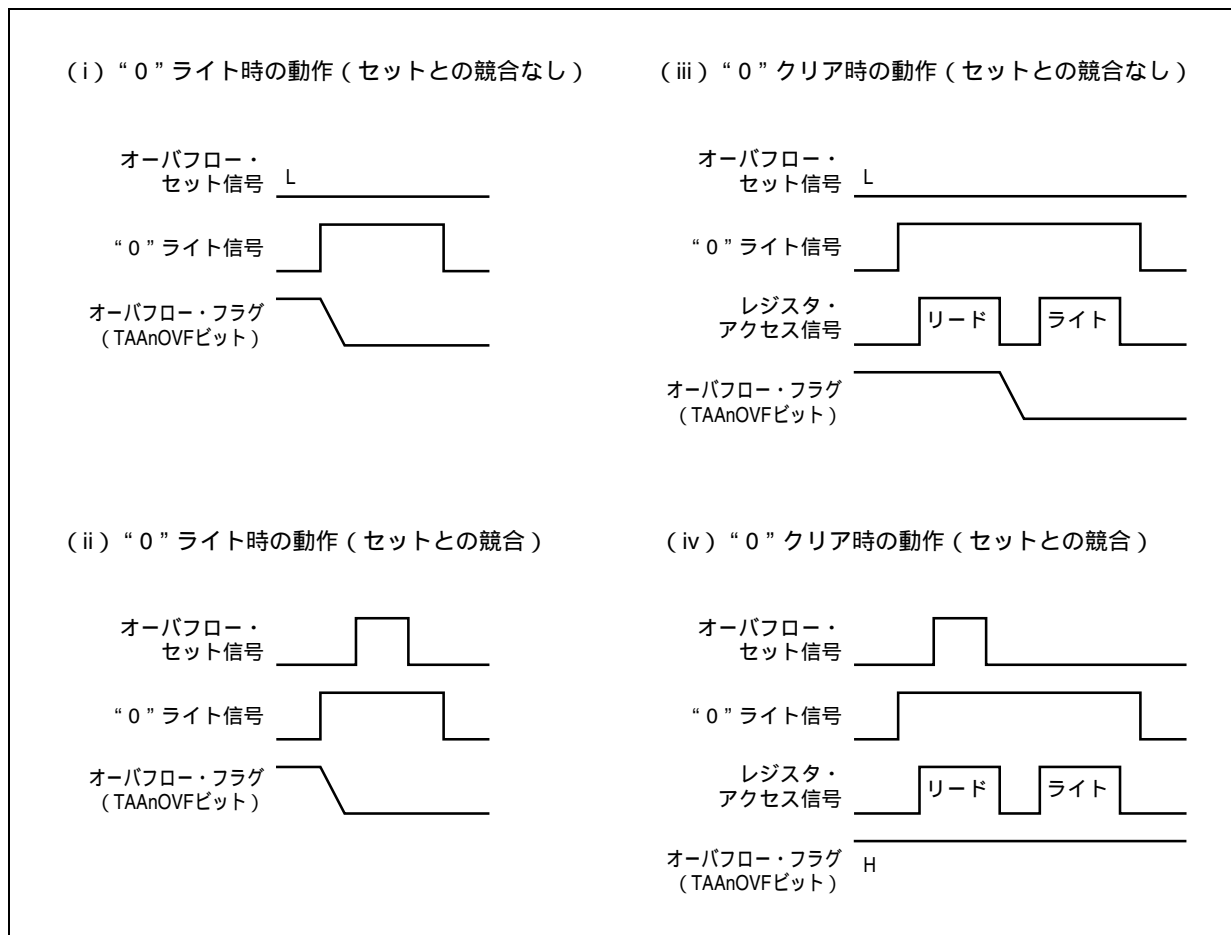 (i) “0” ライト時の動作 (セットとの競合なし)
オーバフロー・
セット信号
L
“0” ライト信号
オーバフロー・フラグ
(TAAnOVFビット)
(iii) “0” クリア時の動作 (セットとの競合なし)
オーバフロー・
セット信号
L
“0” ライト信号
レジスタ・
アクセス信号
リード
ライト
オーバフロー・フラグ
(TAAnOVFビット)
(ii) “0” ライト時の動作 (セットとの競合)
オーバフロー・
セット信号
“0” ライト信号
オーバフロー・フラグ
(TAAnOVFビット)
(iv) “0” クリア時の動作 (セットとの競合)
オーバフロー・
セット信号
“0” ライト信号
レジスタ・
アクセス信号
リード
ライト
オーバフロー・フラグ
(TAAnOVFビット)
H